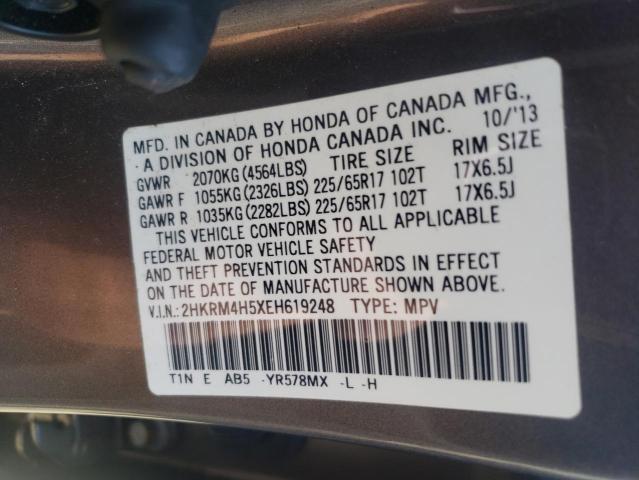 MFD. IN CANADA BY HONDA OF CANADA MFG.,
A DIVISION OF HONDA CANADA INC. 10/'13
GVWR 2070KG(4564LBS) TIRE SIZE RIM SIZE
GAWR F 1055KG(2326LBS) 225/65R17 102T 17X6.5J
GAWR R 1035KG(2282LBS) 225/65R17 102T 17X6.5J
THIS VEHICLE CONFORMS TO ALL APPLICABLE
FEDERAL MOTOR VEHICLE SAFETY
AND THEFT PREVENTION STANDARDS IN EFFECT
ON THE DATE OF MANUFACTURE SHOWN ABOVE.
V.I.N.:2HKRM4H5XEH619248 TYPE: MPV
T1N E AB5 -YR578MX -L -H